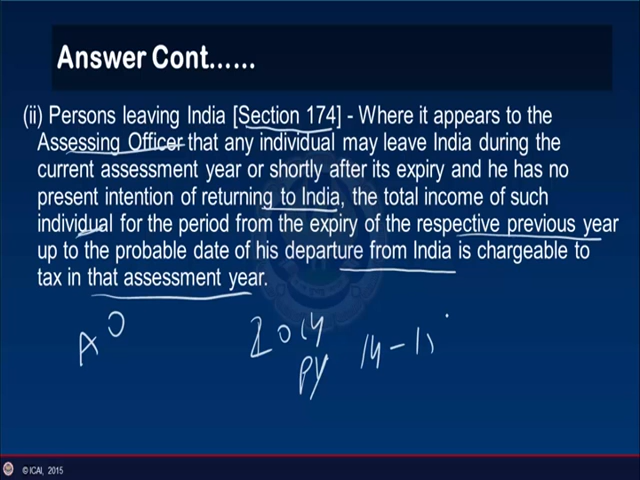 Answer Cont......
(ii) Persons leaving India [Section 174] - Where it appears to the
Assessing Officer that any individual may leave India during the
current assessment year or shortly after its expiry and he has no
present intention of returning to India, the total income of such
individual for the period from the expiry of the respective previous year
up to the probable date of his departure from India is chargeable to
tax in that assessment year.
AO
2014
PY 14-15
© ICAI, 2015